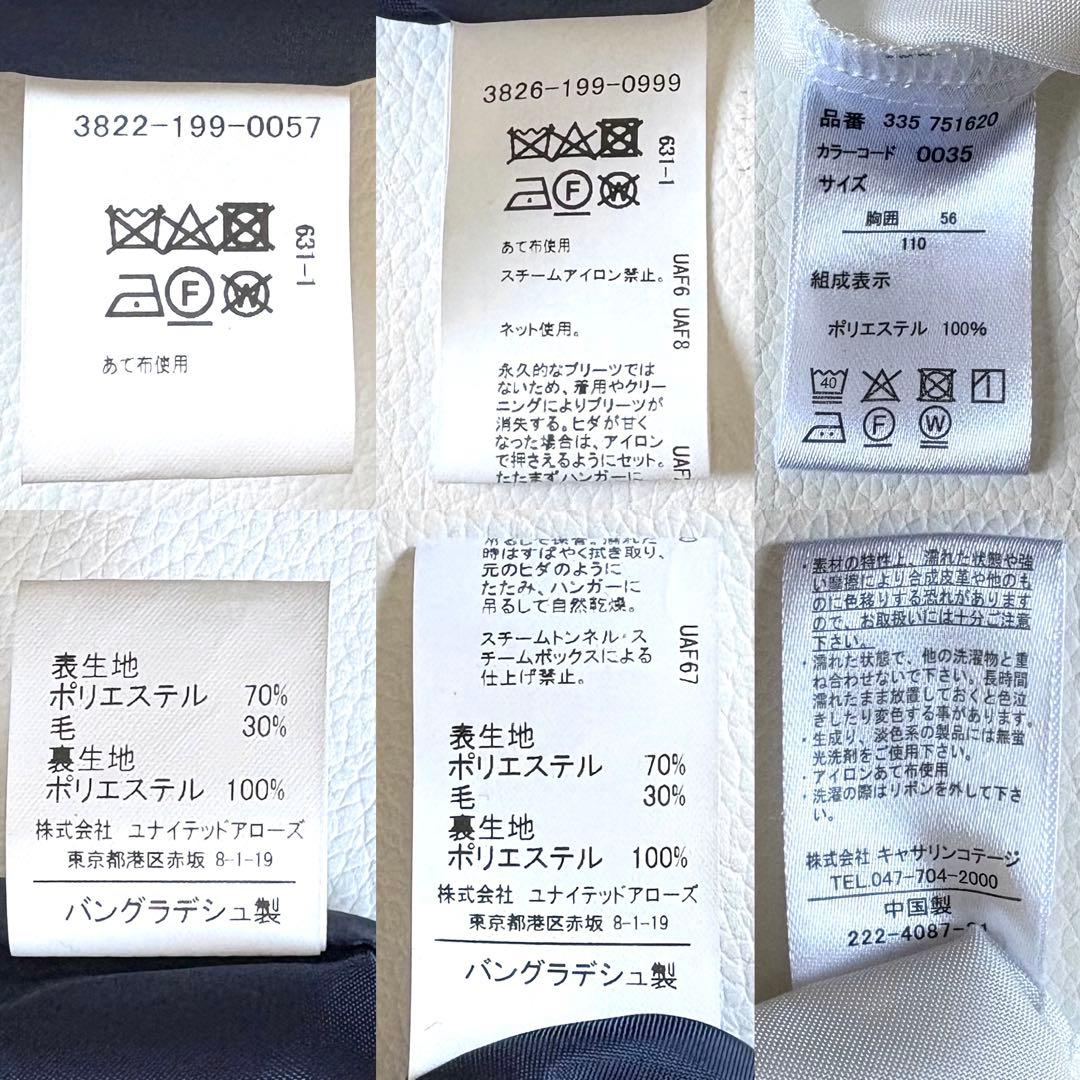 3822-199-0057
631-1
F
W
あて布使用
3826-199-0999
631-1
F
W
あて布使用
スチームアイロン禁止。
UAF6 UAF8
ネット使用。
永久的なプリーツでは
ないため、着用やクリー
ニングによりプリーツが
消失する。ヒダが甘く
なった場合は、アイロン
で押さえるようにセット。
たたまずハンガーに
品番 335 751620
カラーコード 0035
サイズ
胸囲 56
110
組成表示
ポリエステル 100%
40
F
W
表生地
ポリエステル 70%
毛 30%
裏生地
ポリエステル 100%
株式会社 ユナイテッドアローズ
東京都港区赤坂 8-1-19
バングラデシュ製
時はすばやく拭き取り、
元のヒダのように
たたみ、ハンガーに
吊るして自然乾燥。
スチームトンネル・ス
チームボックスによる
仕上げ禁止。
UAF67
表生地
ポリエステル 70%
毛 30%
裏生地
ポリエステル 100%
株式会社 ユナイテッドアローズ
東京都港区赤坂 8-1-19
バングラデシュ製
・素材の特性上、濡れた状態や強
い摩擦により合成皮革や他のも
のに色移りする恐れがあります
ので、お取扱いには十分ご注意
下さい。
・濡れた状態で、他の洗濯物と重
ね合わせないで下さい。長時間
濡れたまま放置しておくと色泣
きしたり変色する事があります。
・生成り、淡色系の製品には無蛍
光洗剤をご使用下さい。
・アイロンあて布使用
・洗濯の際はリボンを外して下さ
い。
株式会社 キャサリンコテージ
TEL.047-704-2000
中国製
222-4087-